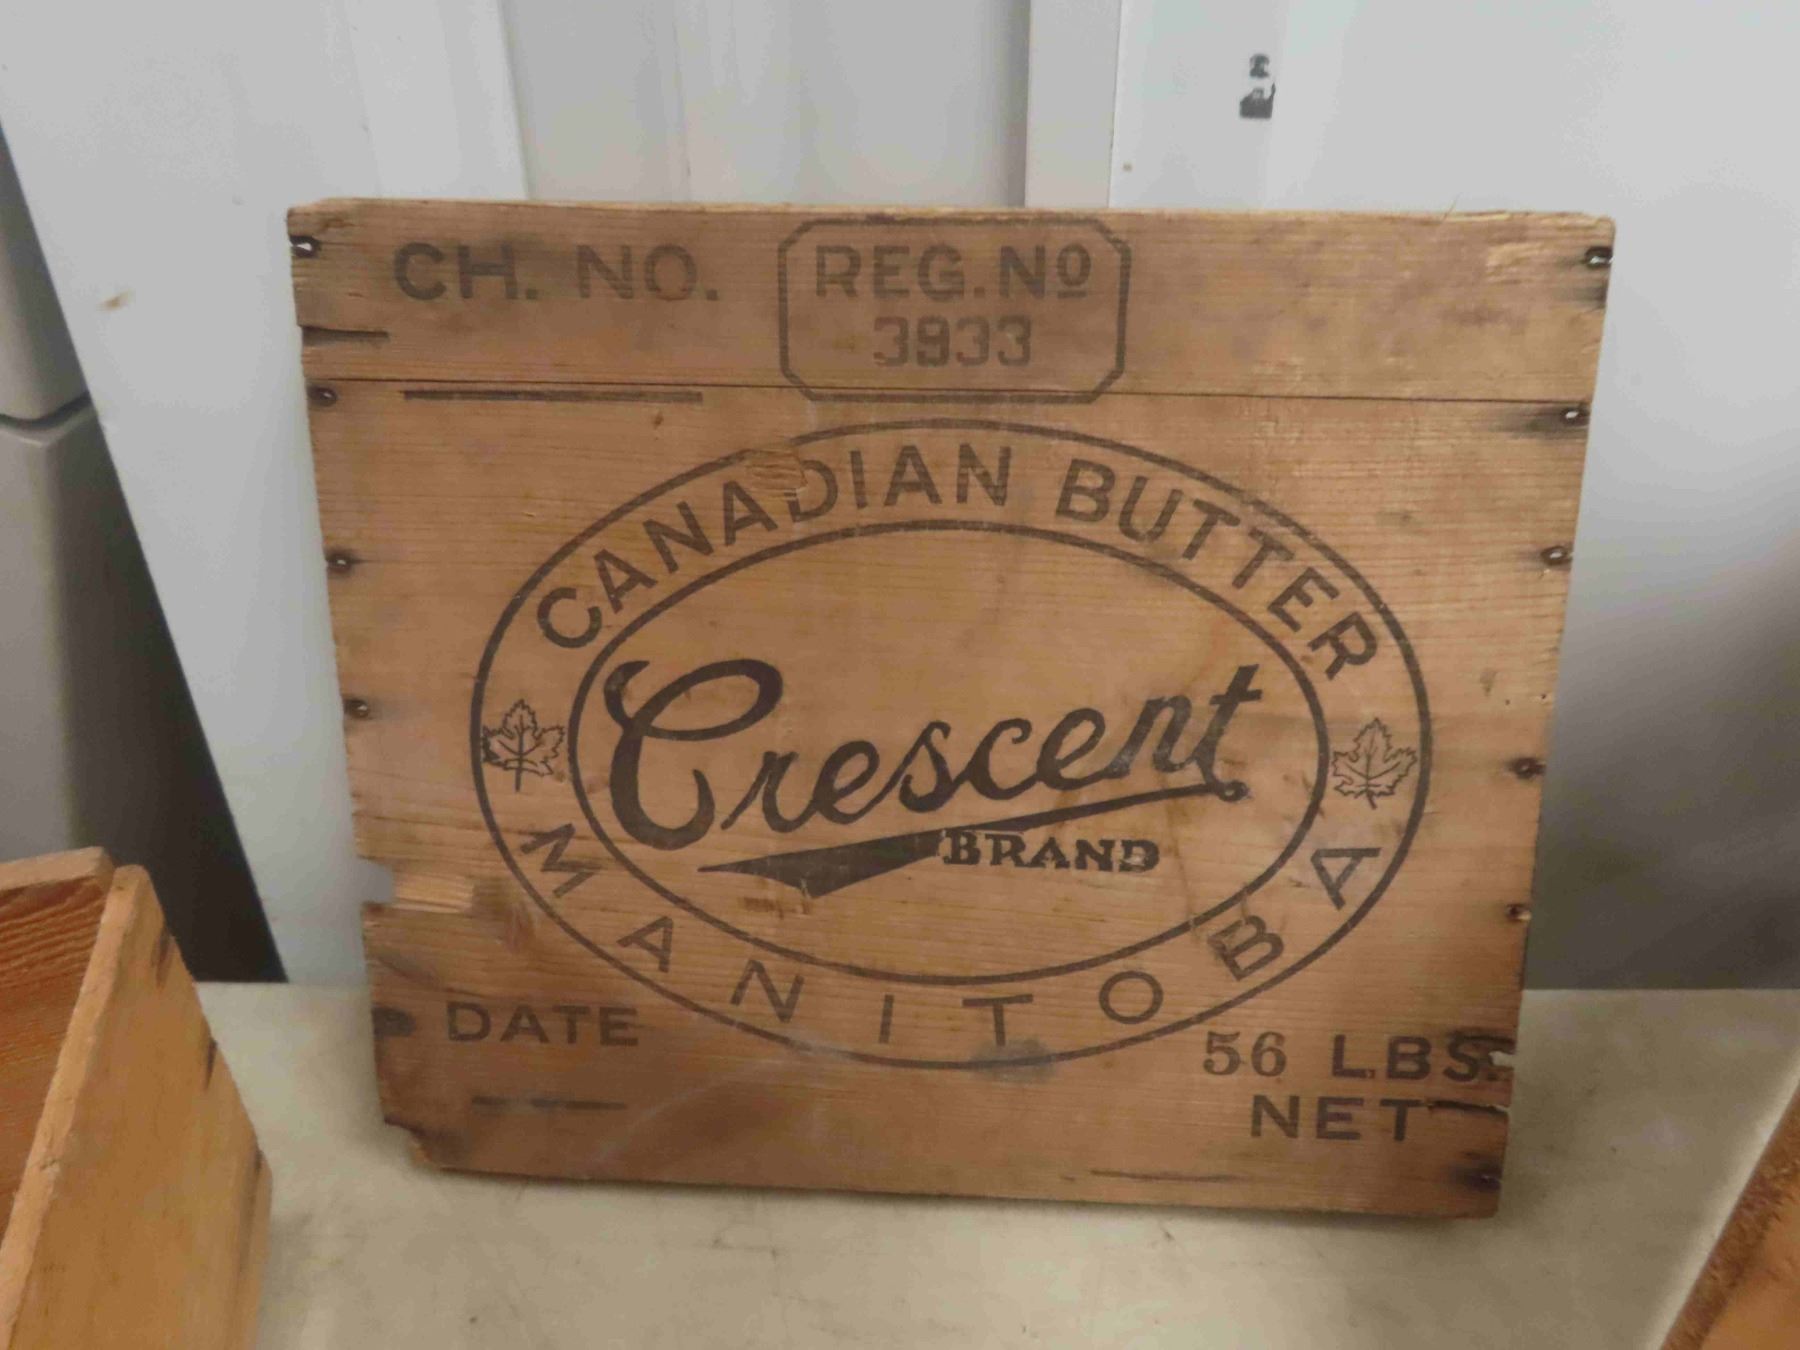 CH. NO.
REG. Nº
3933
CANADIAN BUTTER
Crescent
BRAND
MANITOBA
DATE
56 LBS.
NET